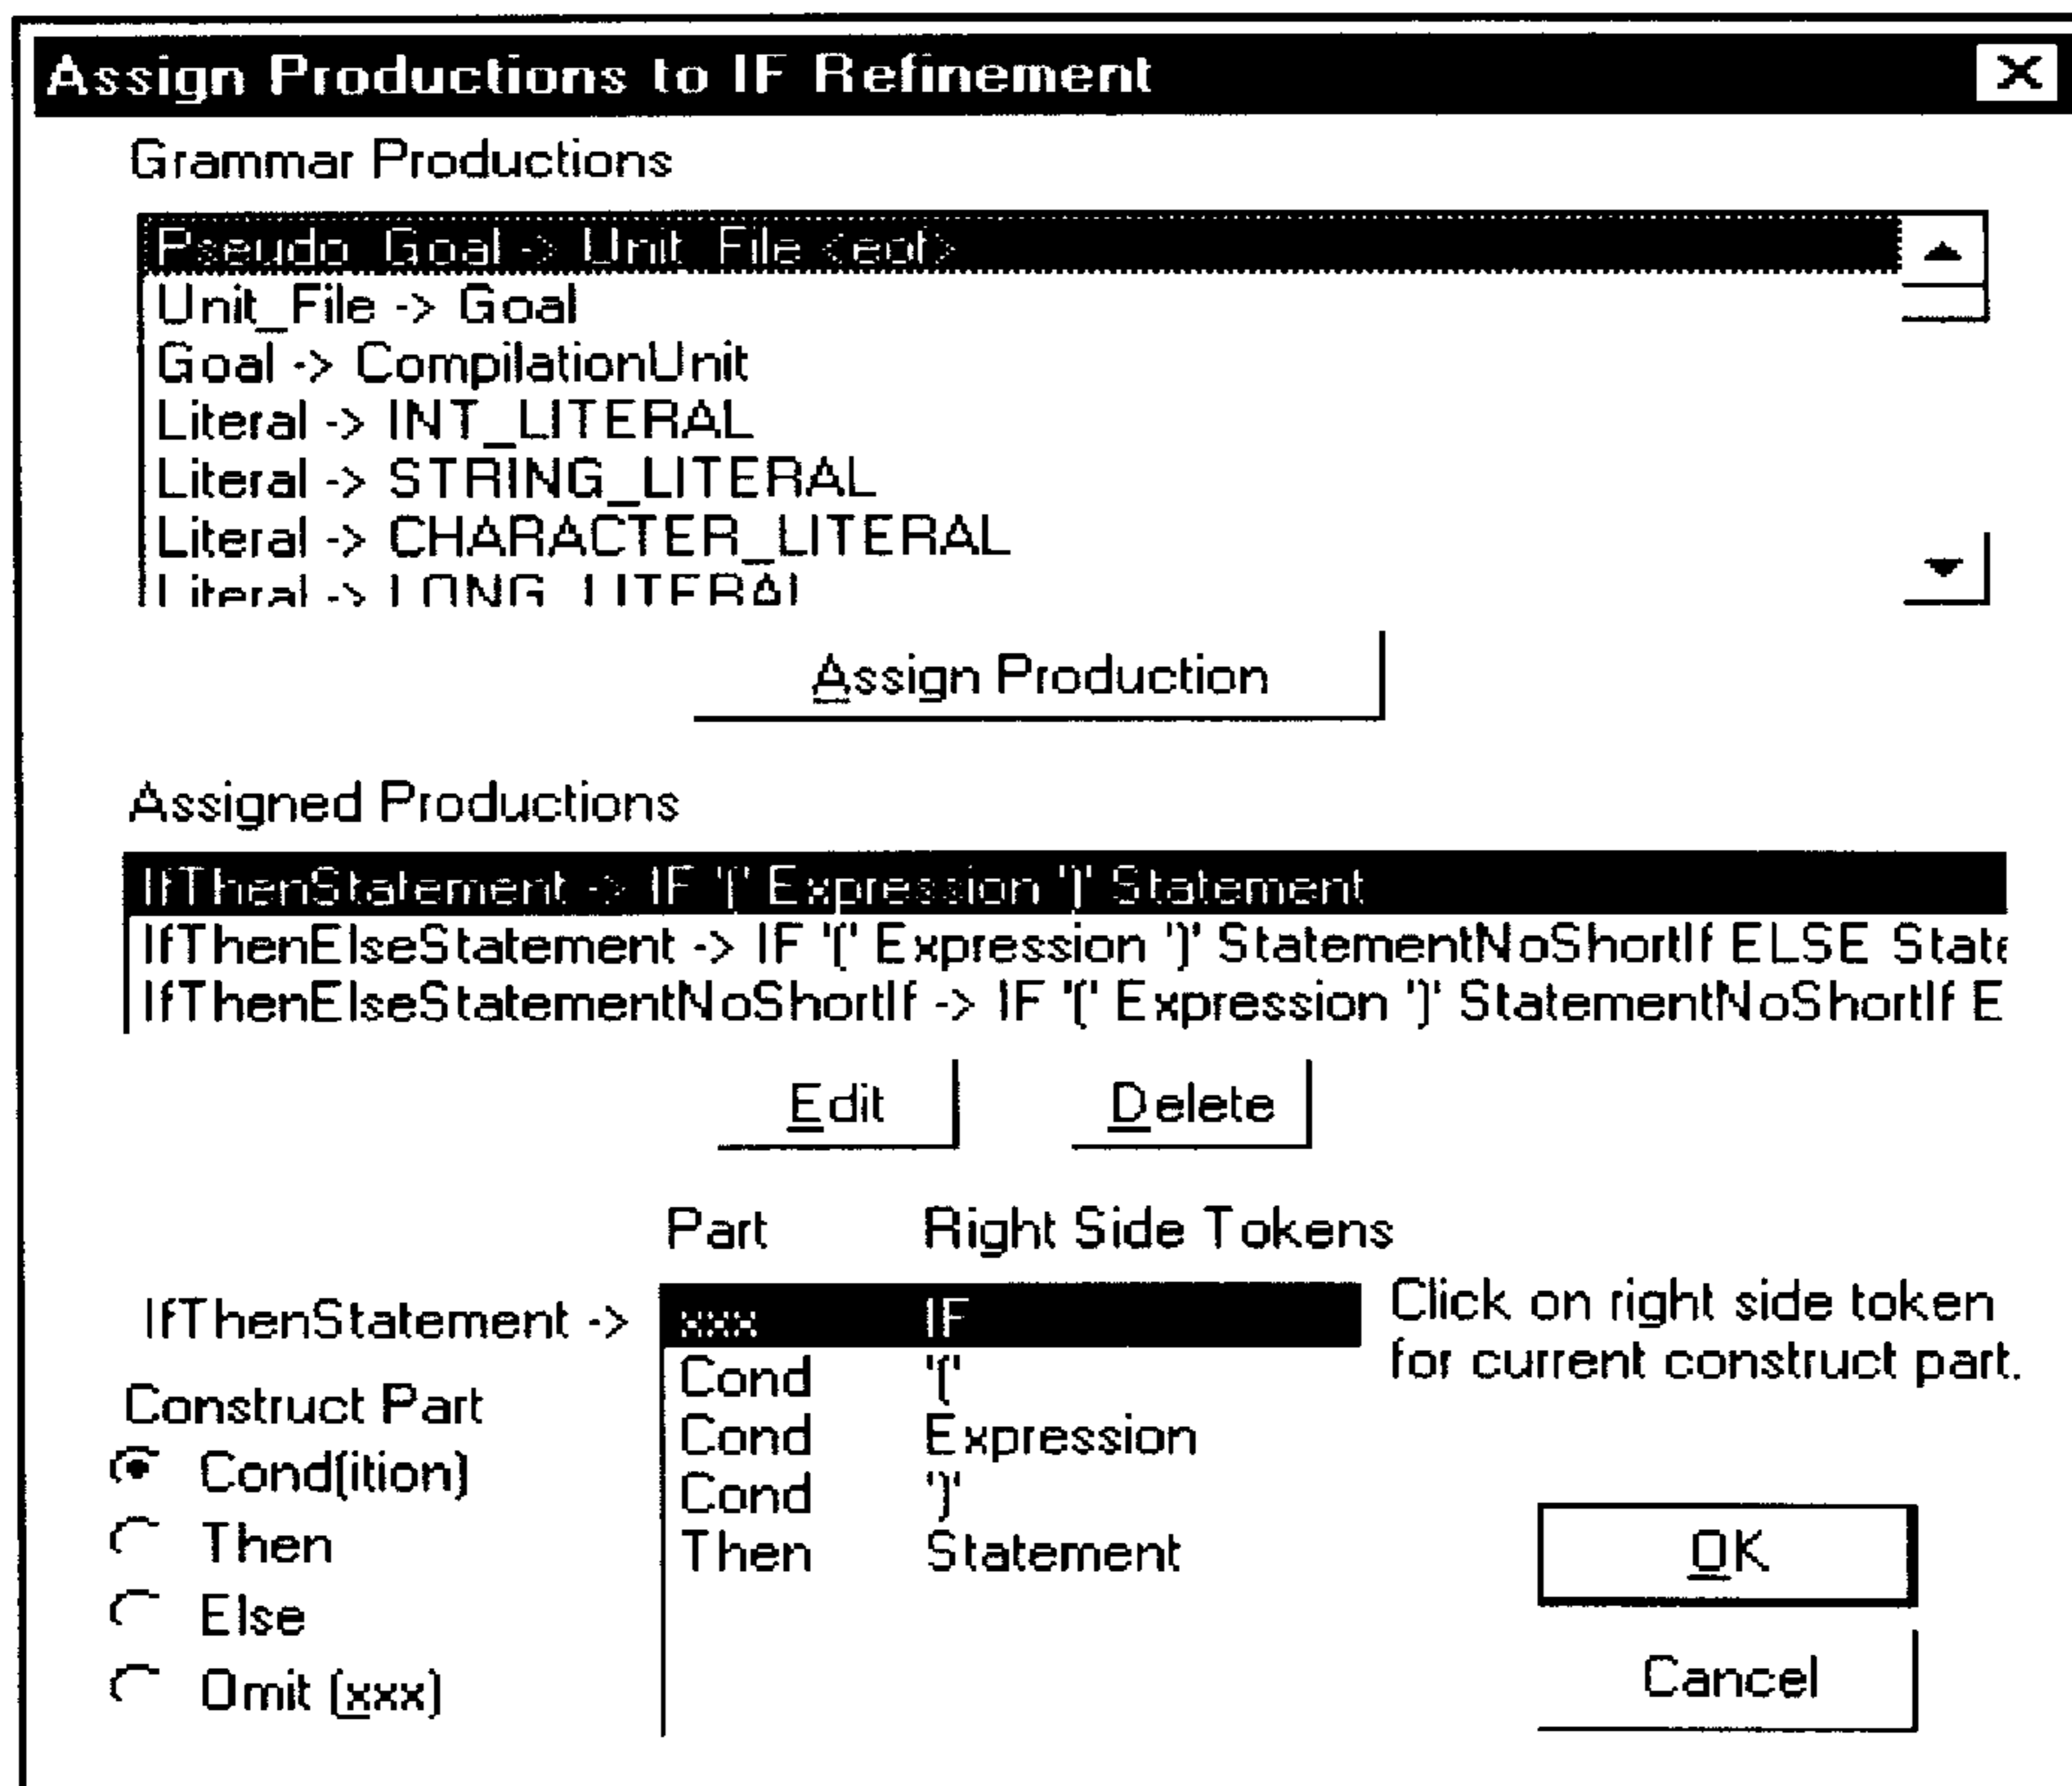 Assign Productions to IF Refinement
Grammar Productions
Pseudo_Goal -> Unit_File <eof>
Unit_File -> Goal
Goal -> CompilationUnit
Literal -> INT_LITERAL
Literal -> STRING_LITERAL
Literal -> CHARACTER_LITERAL
Literal -> LONG_LITERAL
Assign Production
Assigned Productions
IfThenStatement -> IF '(' Expression ')' Statement
IfThenElseStatement -> IF '(' Expression ')' StatementNoShortIf ELSE State
IfThenElseStatementNoShortIf -> IF '(' Expression ')' StatementNoShortIf E
Edit Delete
Part Right Side Tokens
IfThenStatement -> xxx IF
Click on right side token
for current construct part.
Cond '('
Cond Expression
Cond ')'
Then Statement
Construct Part
Cond(ition)
Then
Else
Omit (xxx)
OK
Cancel